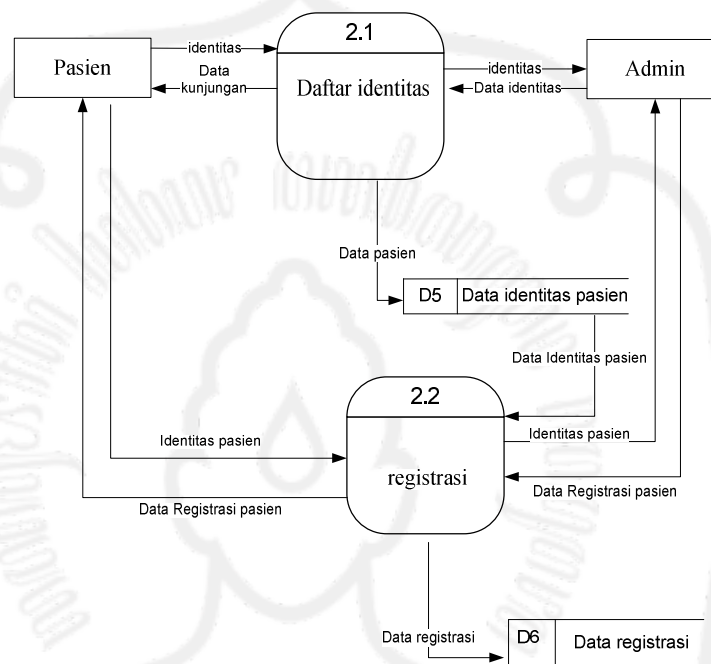 2.1
identitas
Pasien
Data
kunjungan
Daftar identitas
identitas
Data identitas
Admin
Data pasien
D5 Data identitas pasien
Data Identitas pasien
2.2
Identitas pasien
Identitas pasien
registrasi
Data Registrasi pasien
Data Registrasi pasien
Data registrasi
D6 Data registrasi